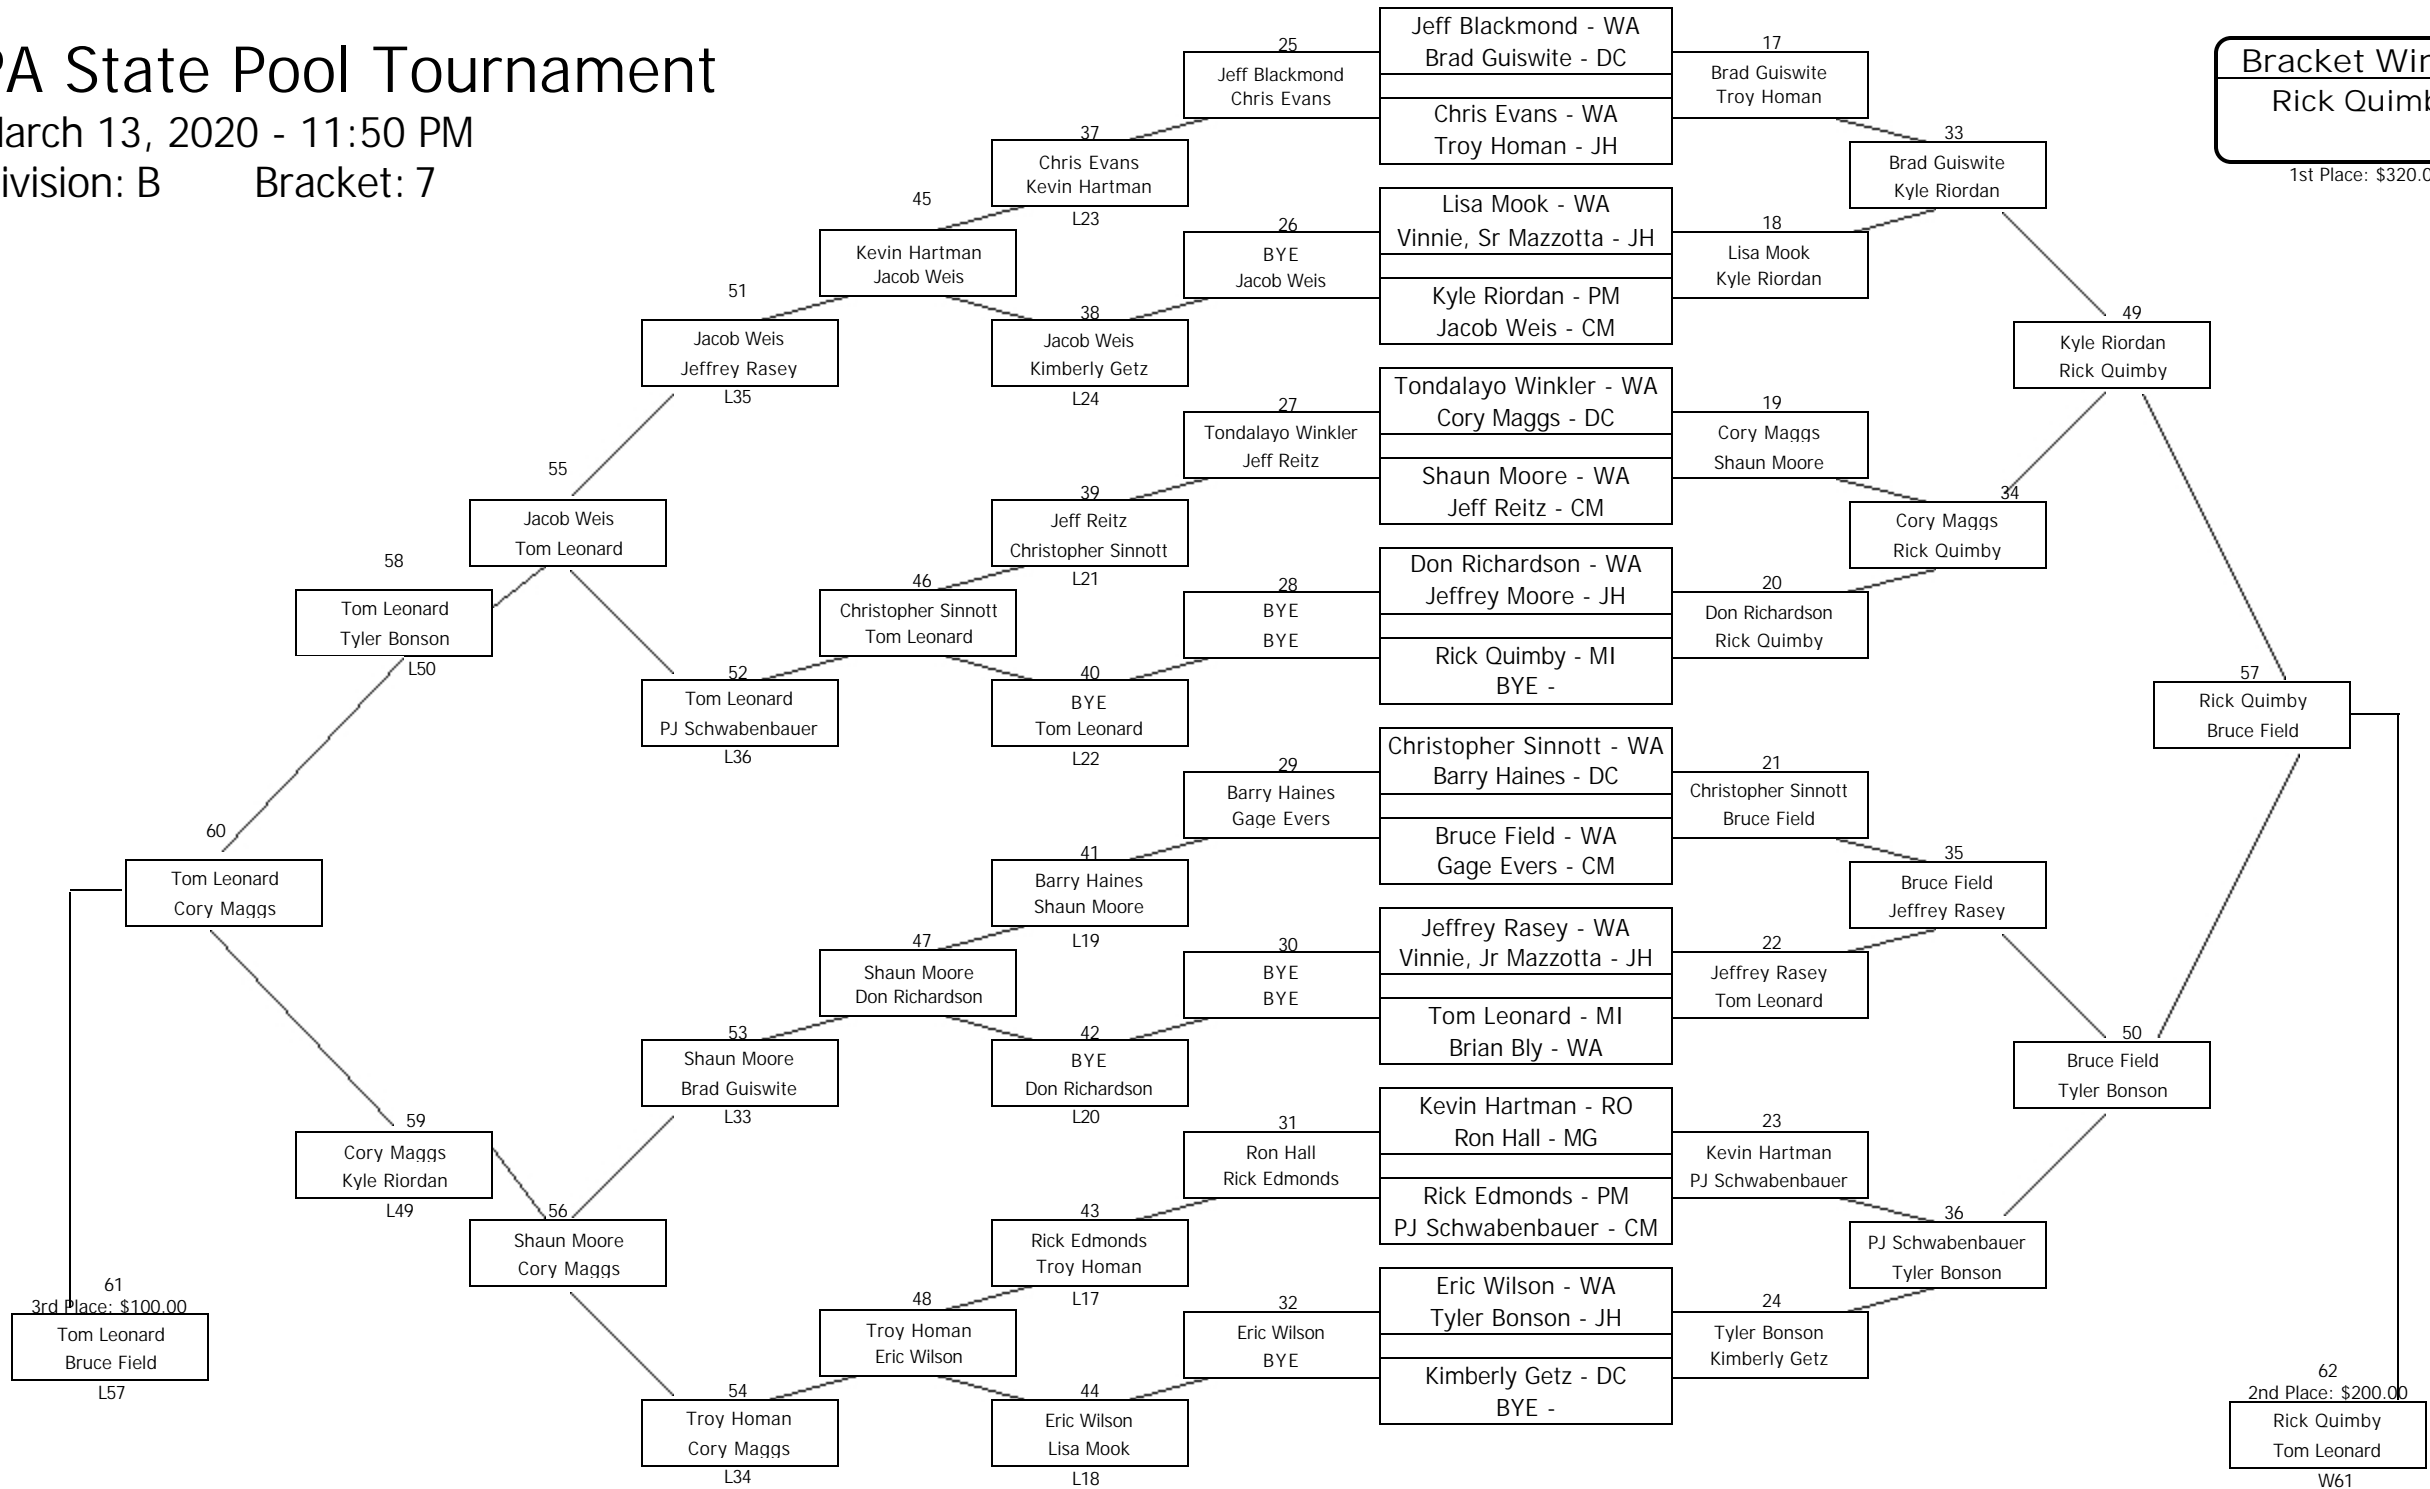 PA State Pool Tournament
March 13, 2020 - 11:50 PM
Division: B Bracket: 7
Rick Quimby
1st Place: $320.0
Bracket
25
Jeff Blackmond
Chris Evans
37
Chris Evans
Kevin Hartman
L23
45
Kevin Hartman
Jacob Weis
26
BYE
Jacob Weis
51
Jacob Weis
Jeffrey Rasey
L35
38
Jacob Weis
Kimberly Getz
L24
27
Tondalayo Winkler
Jeff Reitz
55
Jacob Weis
Tom Leonard
39
Jeff Reitz
Christopher Sinnott
L21
58
Tom Leonard
Tyler Bonson
L50
46
Christopher Sinnott
Tom Leonard
28
BYE
BYE
52
Tom Leonard
PJ Schwabenbauer
L36
40
BYE
Tom Leonard
L22
29
Barry Haines
Gage Evers
60
Tom Leonard
Cory Maggs
41
Barry Haines
Shaun Moore
L19
47
Shaun Moore
Don Richardson
30
BYE
BYE
53
Shaun Moore
Brad Guiswite
L33
42
BYE
Don Richardson
L20
59
Cory Maggs
Kyle Riordan
L49
31
Ron Hall
Rick Edmonds
56
Shaun Moore
Cory Maggs
43
Rick Edmonds
Troy Homan
L17
61
3rd Place: $100.00
Tom Leonard
Bruce Field
L57
48
Troy Homan
Eric Wilson
32
Eric Wilson
BYE
54
Troy Homan
Cory Maggs
L34
44
Eric Wilson
Lisa Mook
L18
Jeff Blackmond - WA
Brad Guiswite - DC
Chris Evans - WA
Troy Homan - JH
Lisa Mook - WA
Vinnie, Sr Mazzotta - JH
Kyle Riordan - PM
Jacob Weis - CM
Tondalayo Winkler - WA
Cory Maggs - DC
Shaun Moore - WA
Jeff Reitz - CM
Don Richardson - WA
Jeffrey Moore - JH
Rick Quimby - MI
BYE -
Christopher Sinnott - WA
Barry Haines - DC
Bruce Field - WA
Gage Evers - CM
Jeffrey Rasey - WA
Vinnie, Jr Mazzotta - JH
Tom Leonard - MI
Brian Bly - WA
Kevin Hartman - RO
Ron Hall - MG
Rick Edmonds - PM
PJ Schwabenbauer - CM
Eric Wilson - WA
Tyler Bonson - JH
Kimberly Getz - DC
BYE -
17
Brad Guiswite
Troy Homan
33
Brad Guiswite
Kyle Riordan
18
Lisa Mook
Kyle Riordan
49
Kyle Riordan
Rick Quimby
19
Cory Maggs
Shaun Moore
34
Cory Maggs
Rick Quimby
20
Don Richardson
Rick Quimby
57
Rick Quimby
Bruce Field
21
Christopher Sinnott
Bruce Field
35
Bruce Field
Jeffrey Rasey
22
Jeffrey Rasey
Tom Leonard
50
Bruce Field
Tyler Bonson
23
Kevin Hartman
PJ Schwabenbauer
36
PJ Schwabenbauer
Tyler Bonson
24
Tyler Bonson
Kimberly Getz
62
2nd Place: $200.00
Rick Quimby
Tom Leonard
W61